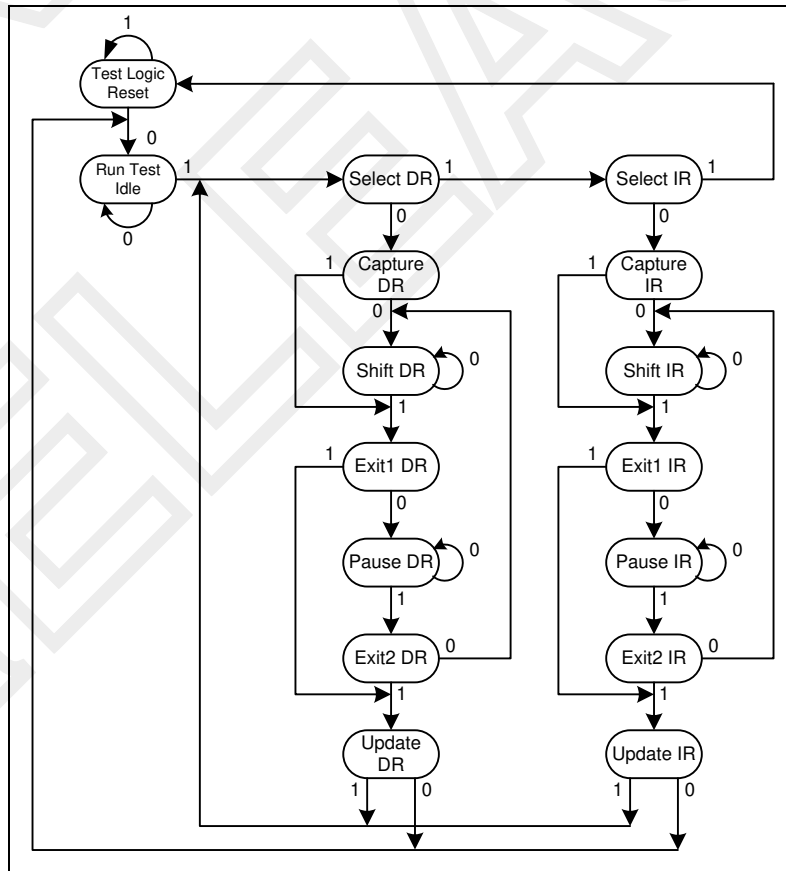 1
Test Logic
Reset
0
Run Test
Idle
1
0
Select DR
1
0
Select IR
1
0
Capture
DR
1
0
Capture
IR
1
0
Shift DR
0
1
Shift IR
0
1
Exit1 DR
1
0
Exit1 IR
1
0
Pause DR
0
1
Pause IR
0
1
Exit2 DR
0
1
Exit2 IR
0
1
Update
DR
1
0
Update IR
1
0